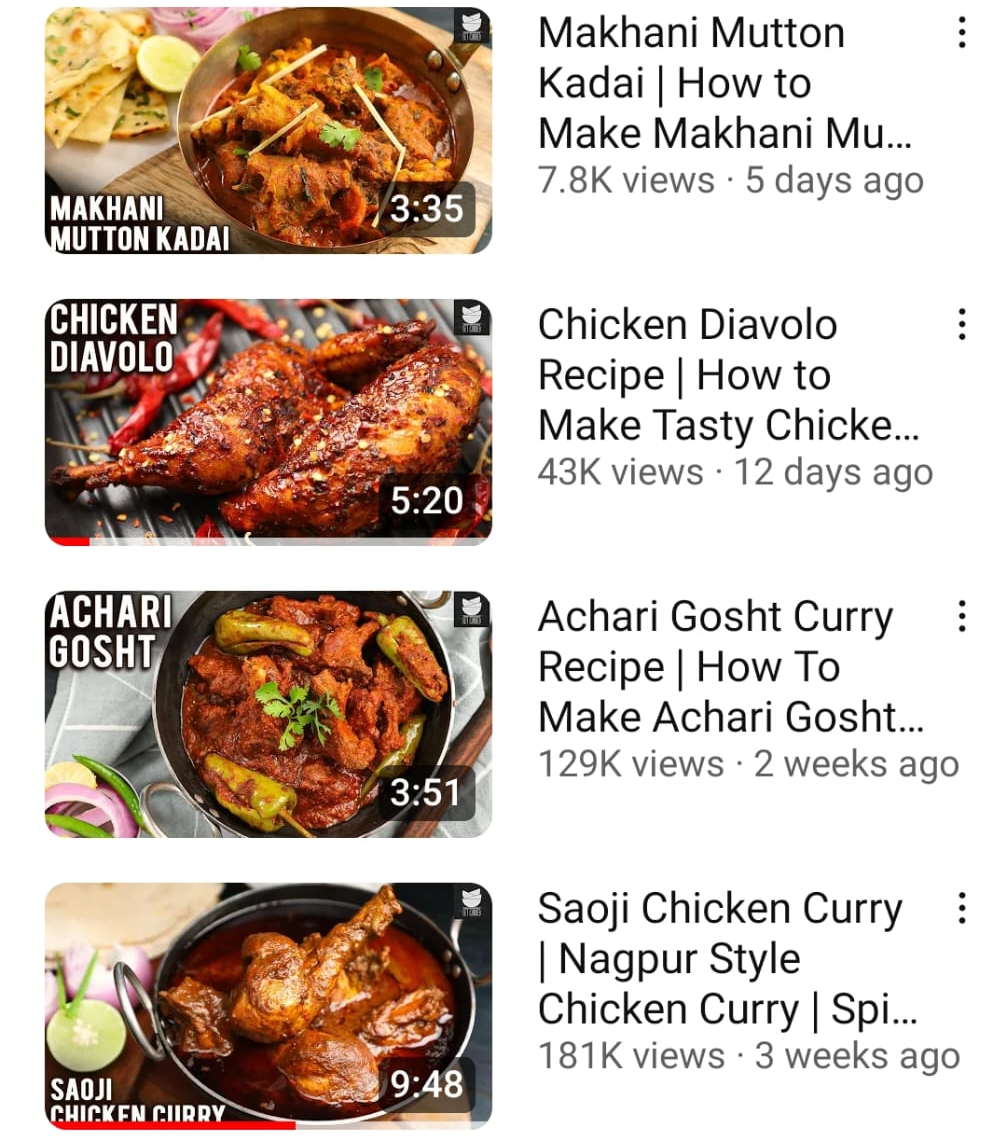 MAKHANI
MUTTON KADAI
3:35
Makhani Mutton
Kadai | How to
Make Makhani Mu...
7.8K views · 5 days ago
CHICKEN
DIAVOLO
5:20
Chicken Diavolo
Recipe | How to
Make Tasty Chicke...
43K views · 12 days ago
ACHARI
GOSHT
3:51
Achari Gosht Curry
Recipe | How To
Make Achari Gosht...
129K views · 2 weeks ago
SAOJI
CHICKEN CURRY
9:48
Saoji Chicken Curry
| Nagpur Style
Chicken Curry | Spi...
181K views · 3 weeks ago